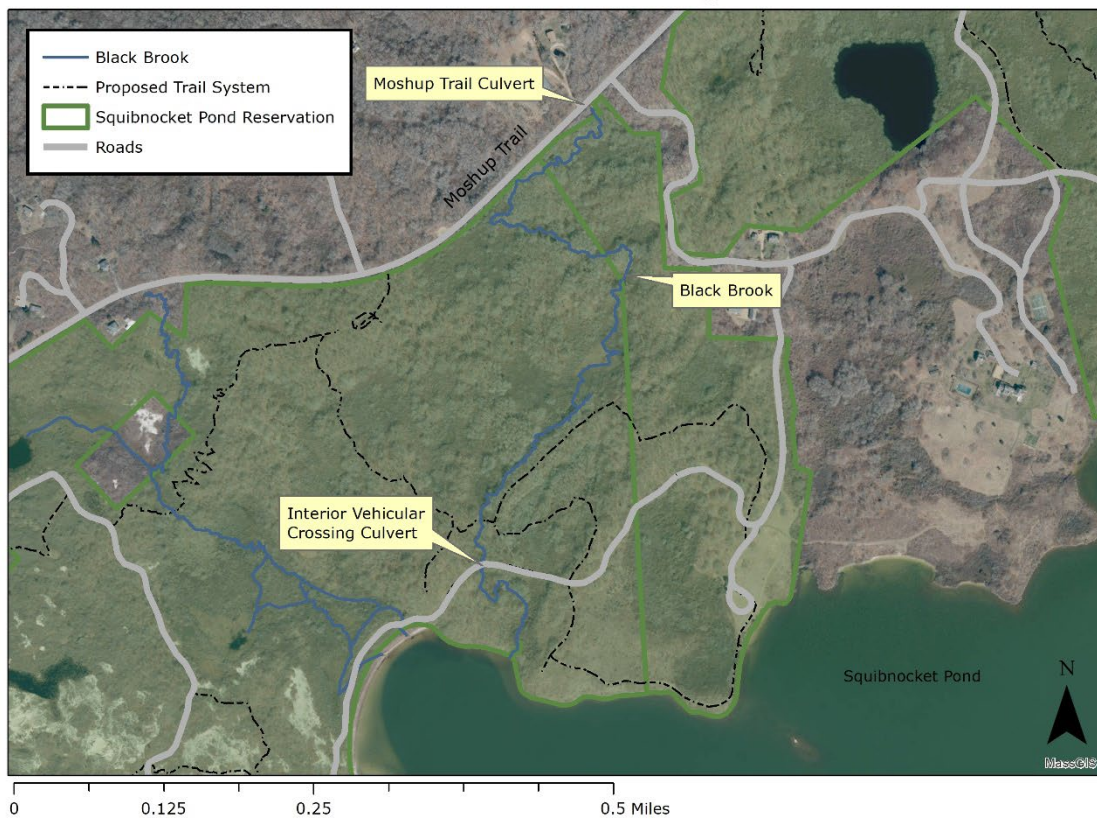 Black Brook
Proposed Trail System
Squibnocket Pond Reservation
Roads
Moshup Trail Culvert
Moshup Trail
Black Brook
Interior Vehicular
Crossing Culvert
Squibnocket Pond
N
MassGIS
0 0.125 0.25 0.5 Miles